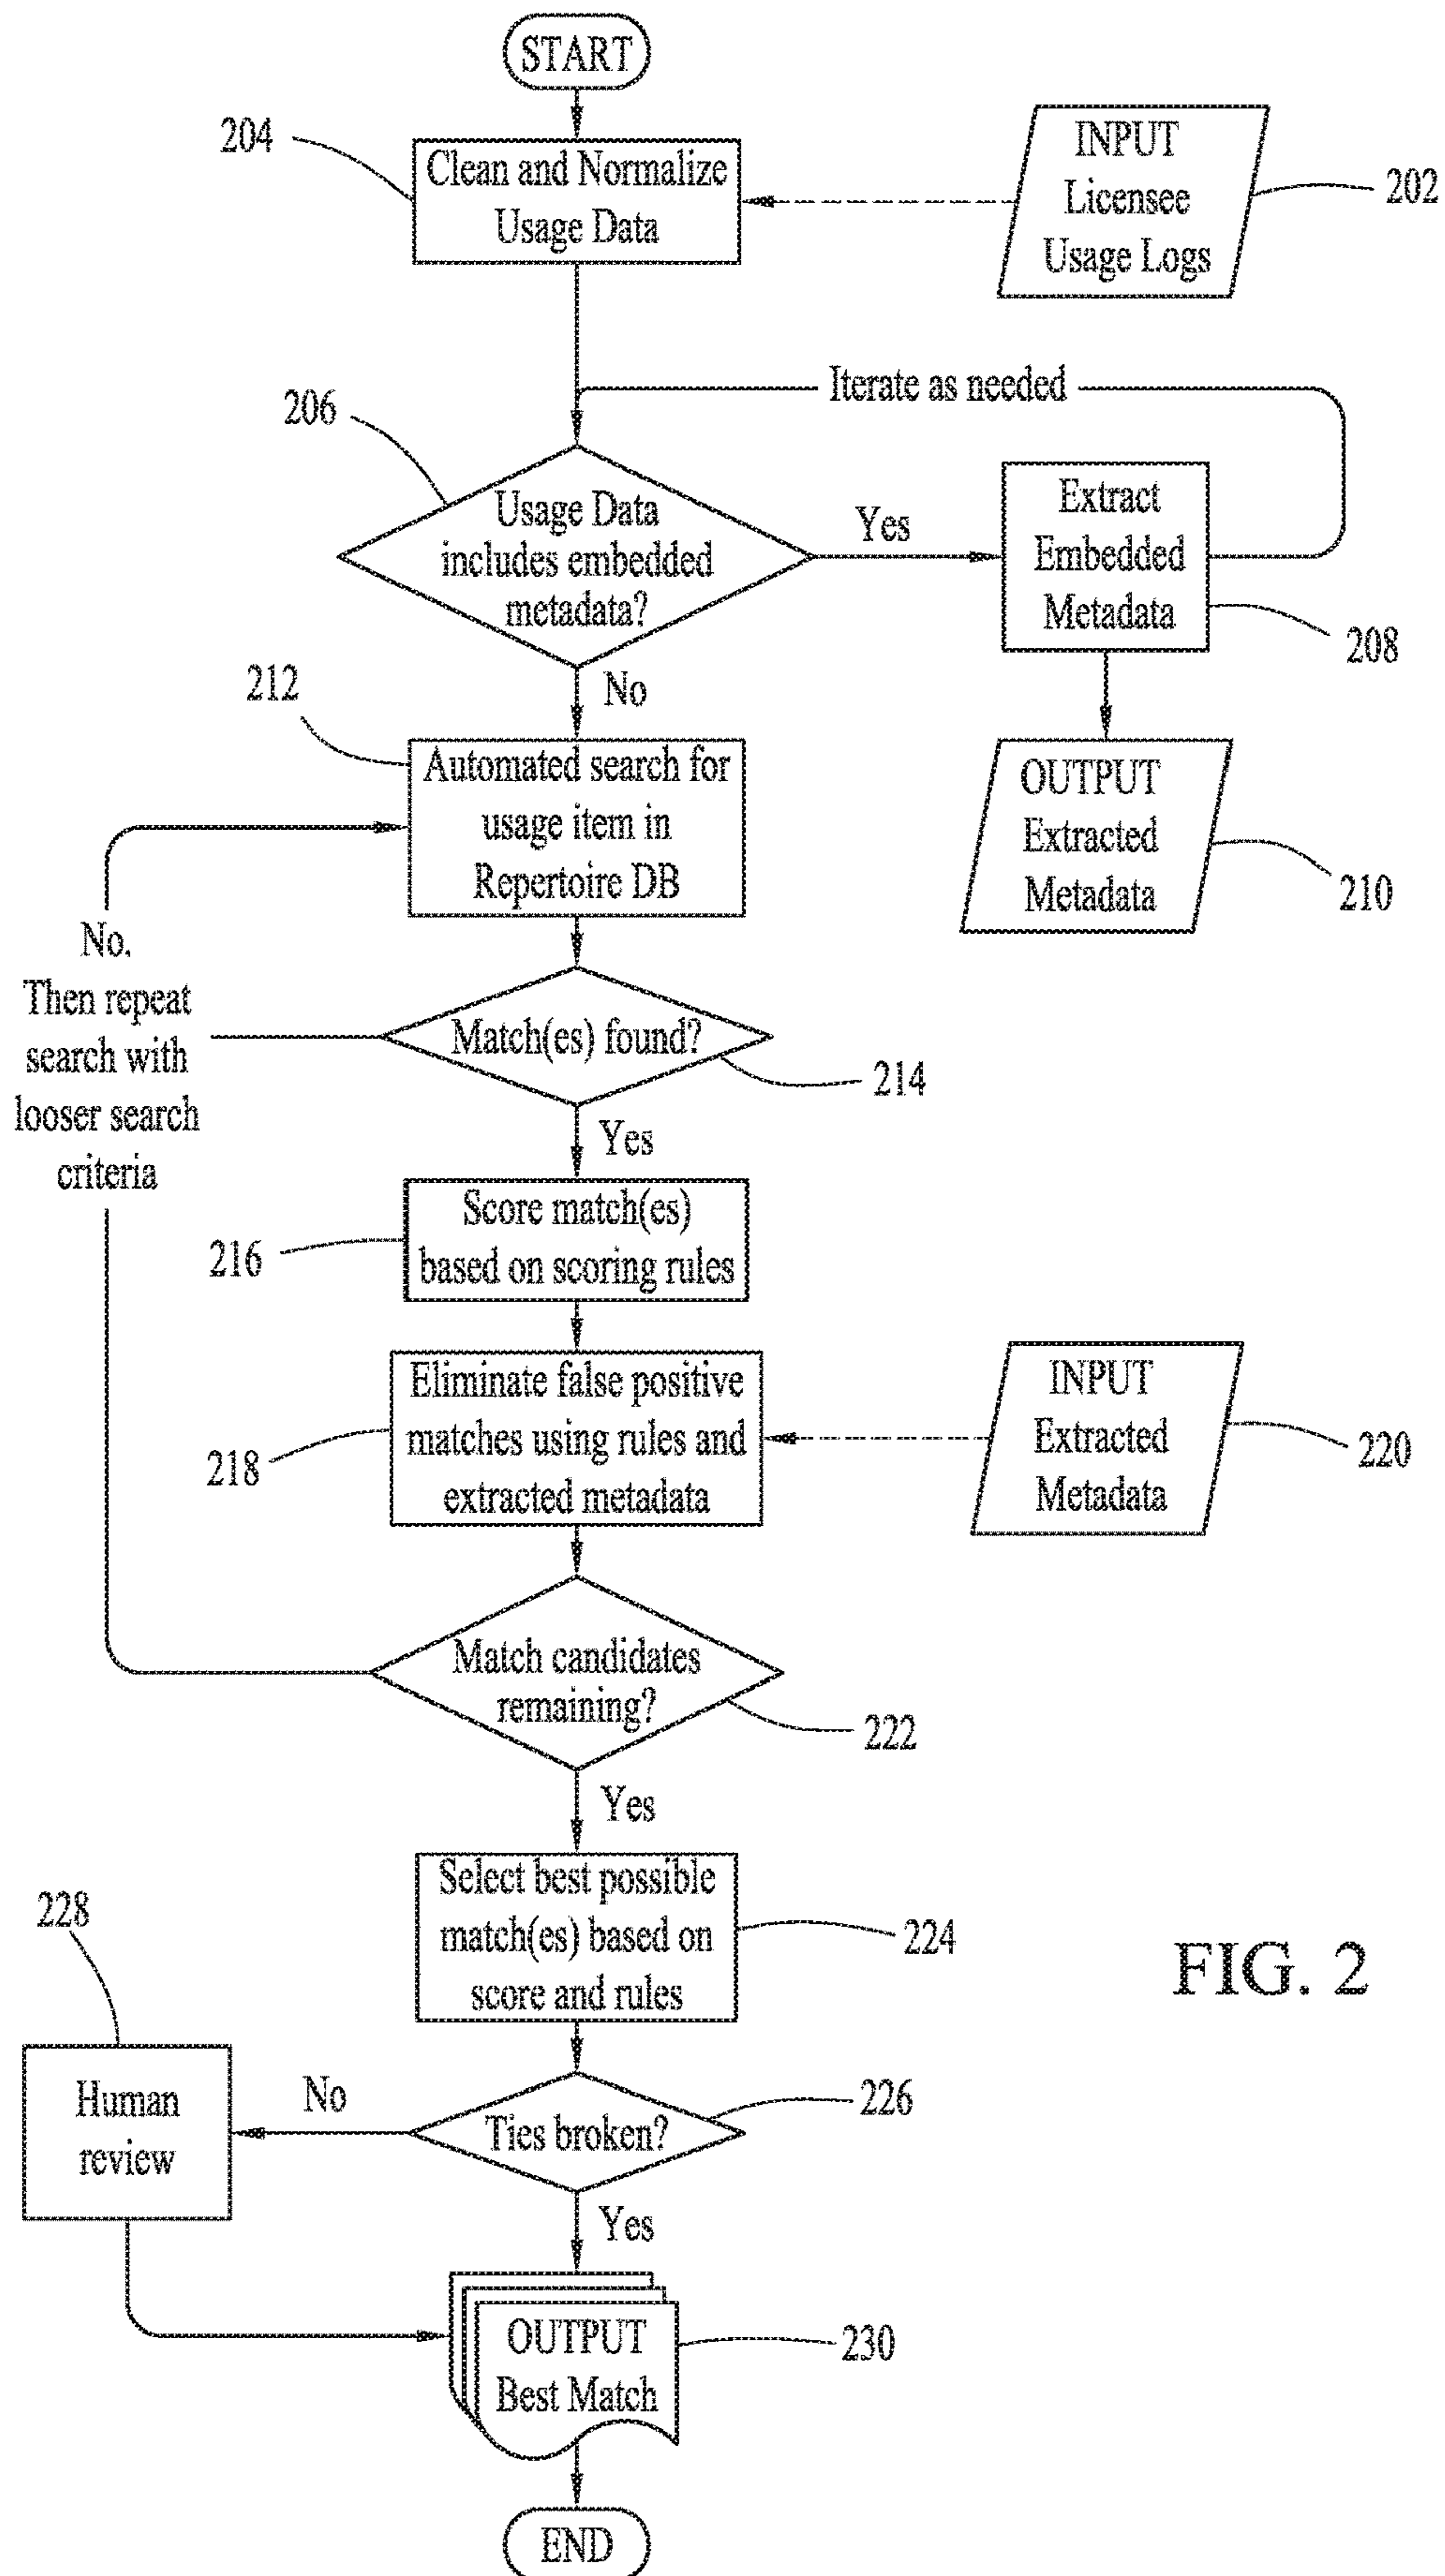 START
204
Clean and Normalize
Usage Data
INPUT
Licensee
Usage Logs
202
Iterate as needed
206
Usage Data
includes embedded
metadata?
Yes
Extract
Embedded
Metadata
208
No
212
Automated search for
usage item in
Repertoire DB
OUTPUT
Extracted
Metadata
210
No.
Then repeat
search with
looser search
criteria
Match(es) found?
214
Yes
Score match(es)
based on scoring rules
216
Eliminate false positive
matches using rules and
extracted metadata
218
INPUT
Extracted
Metadata
220
Match candidates
remaining?
222
Yes
Select best possible
match(es) based on
score and rules
224
FIG. 2
228
Human
review
No
Ties broken?
226
Yes
OUTPUT
Best Match
230
END